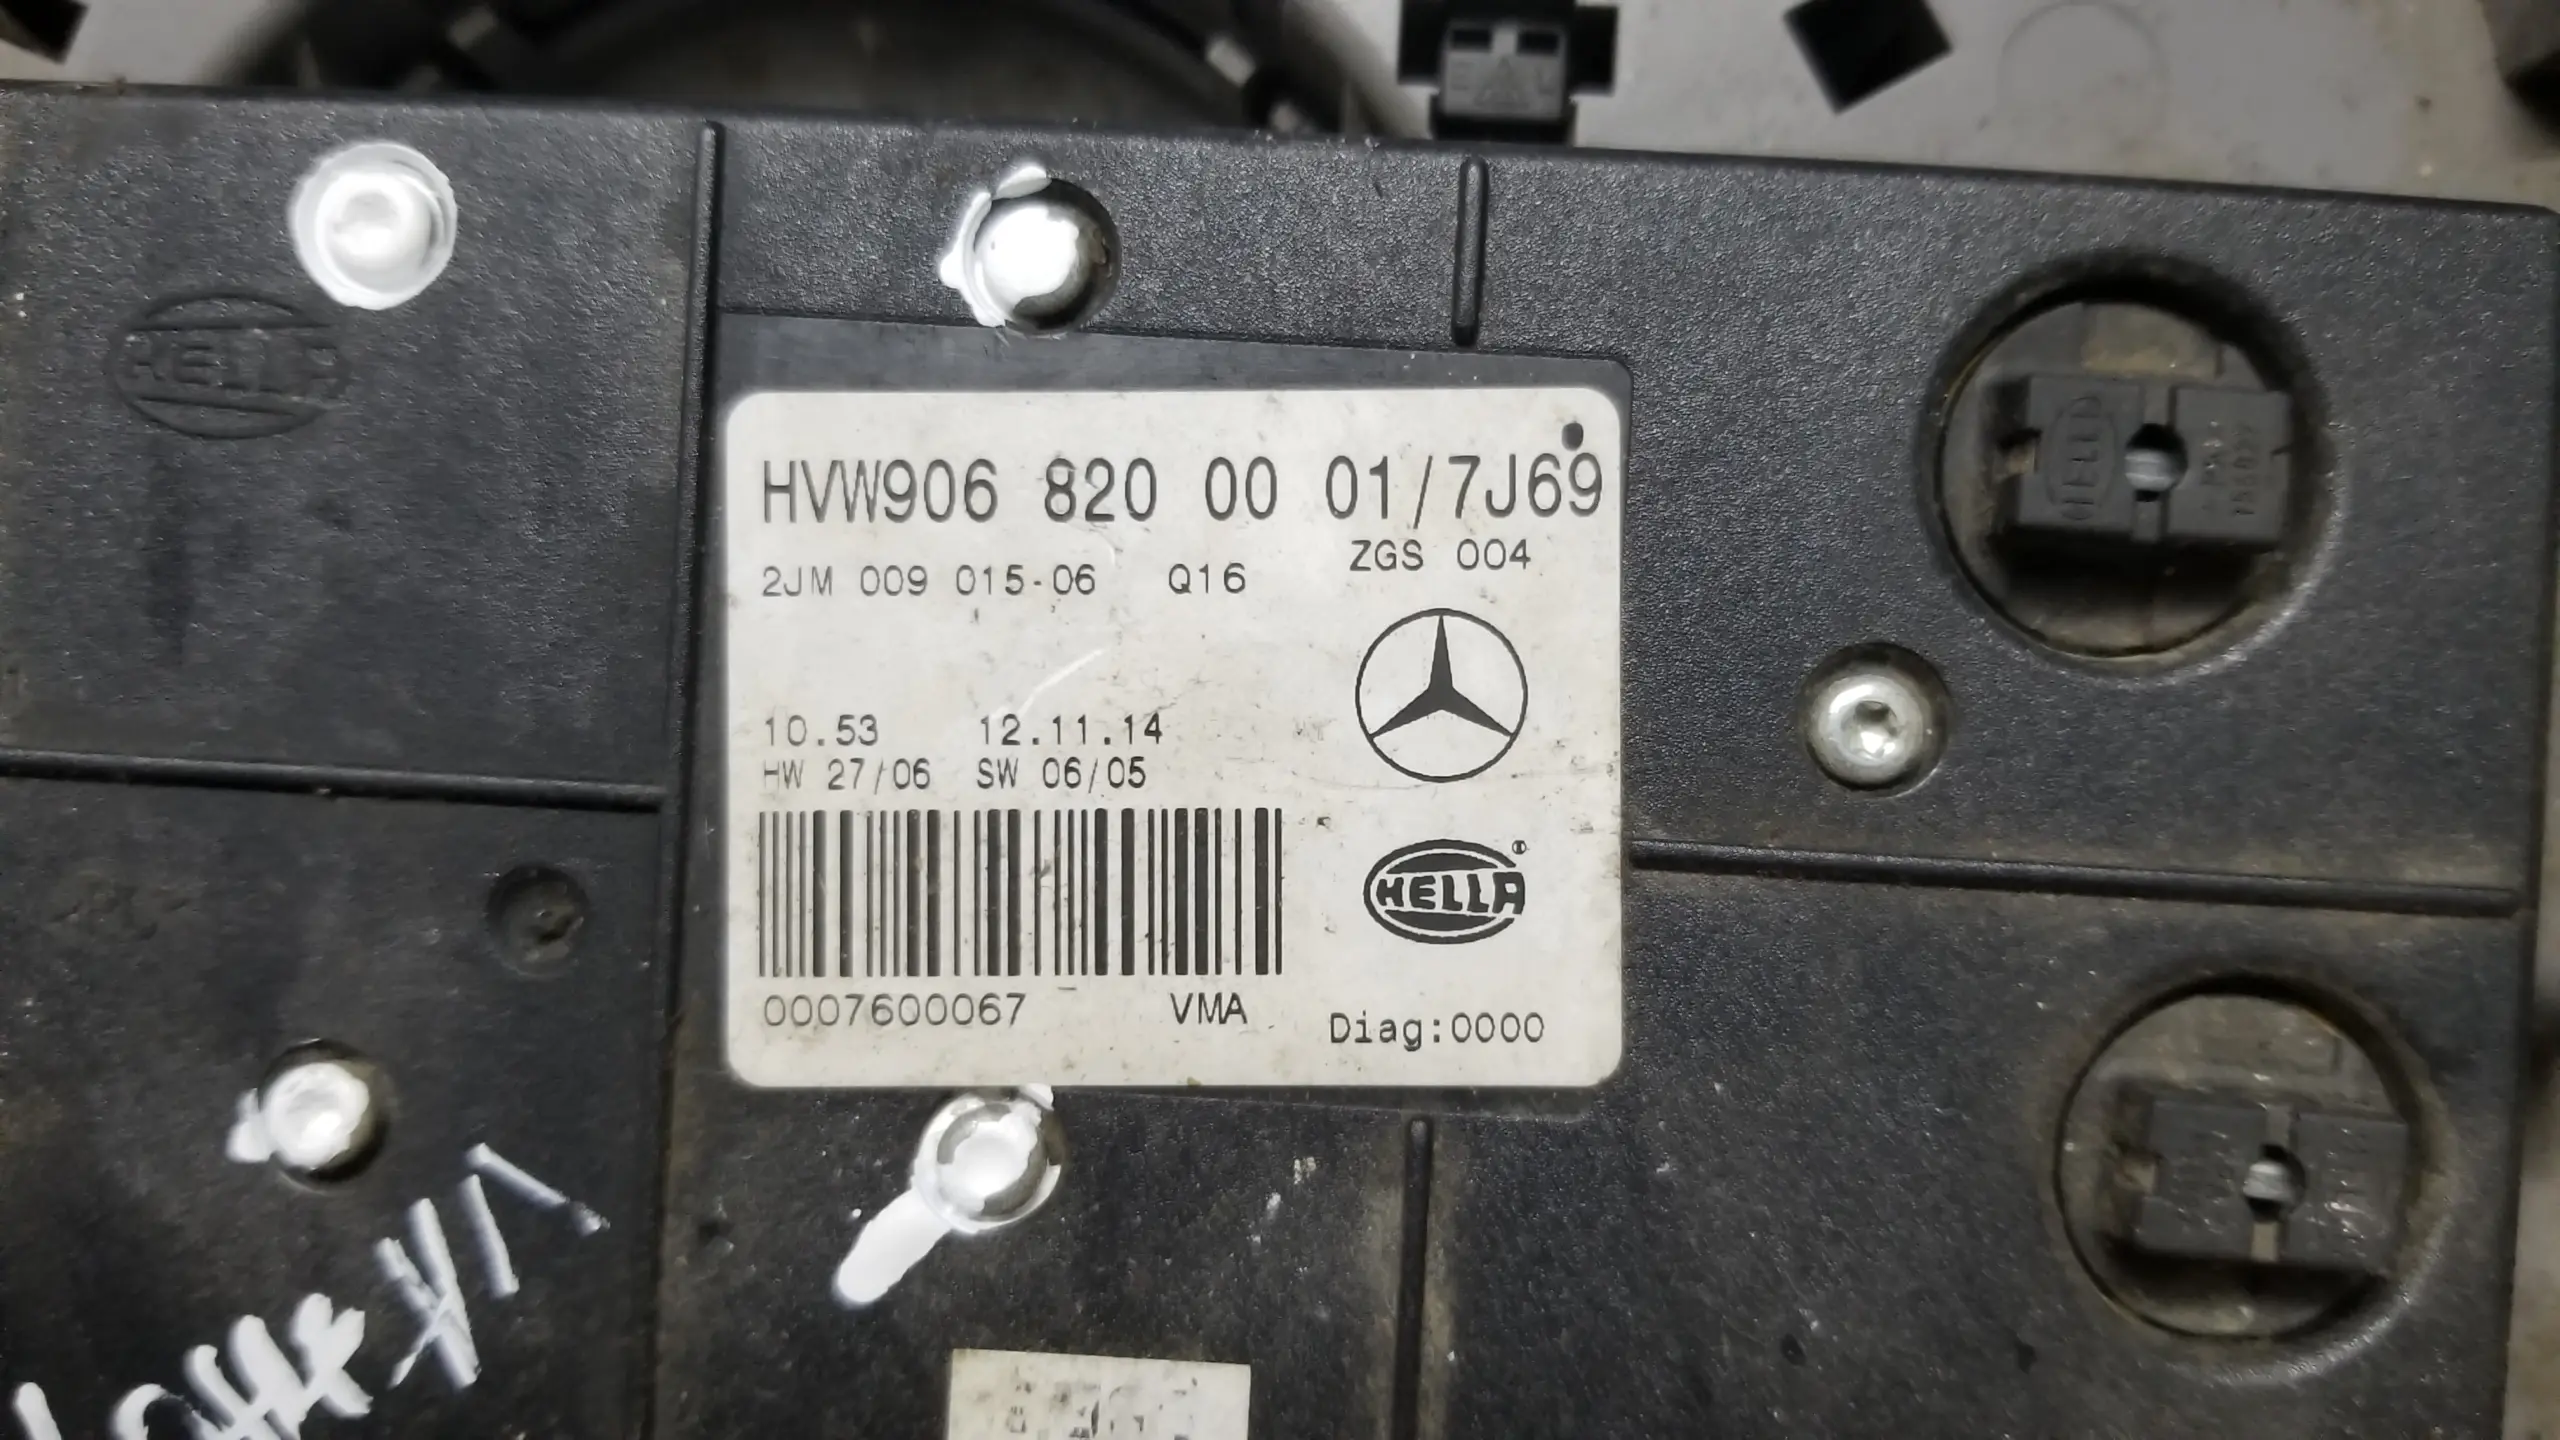 HELLA
HVW906 820 00 01/7J69
ZGS 004
2JM 009 015-06 Q16
10.53 12.11.14
HW 27/06 SW 06/05
HELLA
0007600067 VMA
Diag:0000
HELLA